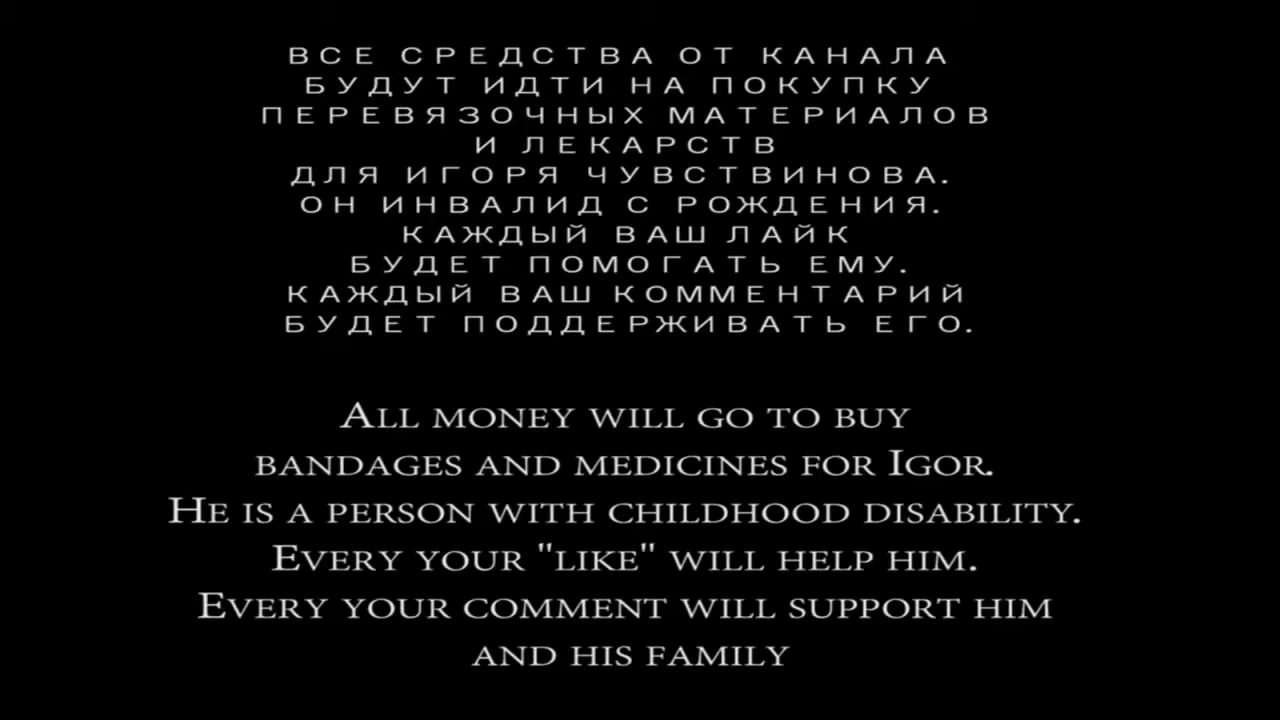 ВСЕ СРЕДСТВА ОТ КАНАЛА
БУДУТ ИДТИ НА ПОКУПКУ
ПЕРЕВЯЗОЧНЫХ МАТЕРИАЛОВ
И ЛЕКАРСТВ
ДЛЯ ИГОРЯ ЧУВСТВИНОВА.
ОН ИНВАЛИД С РОЖДЕНИЯ.
КАЖДЫЙ ВАШ ЛАЙК
БУДЕТ ПОМОГАТЬ ЕМУ.
КАЖДЫЙ ВАШ КОММЕНТАРИЙ
БУДЕТ ПОДДЕРЖИВАТЬ ЕГО.
ALL MONEY WILL GO TO BUY
BANDAGES AND MEDICINES FOR IGOR.
HE IS A PERSON WITH CHILDHOOD DISABILITY.
EVERY YOUR "LIKE" WILL HELP HIM.
EVERY YOUR COMMENT WILL SUPPORT HIM
AND HIS FAMILY